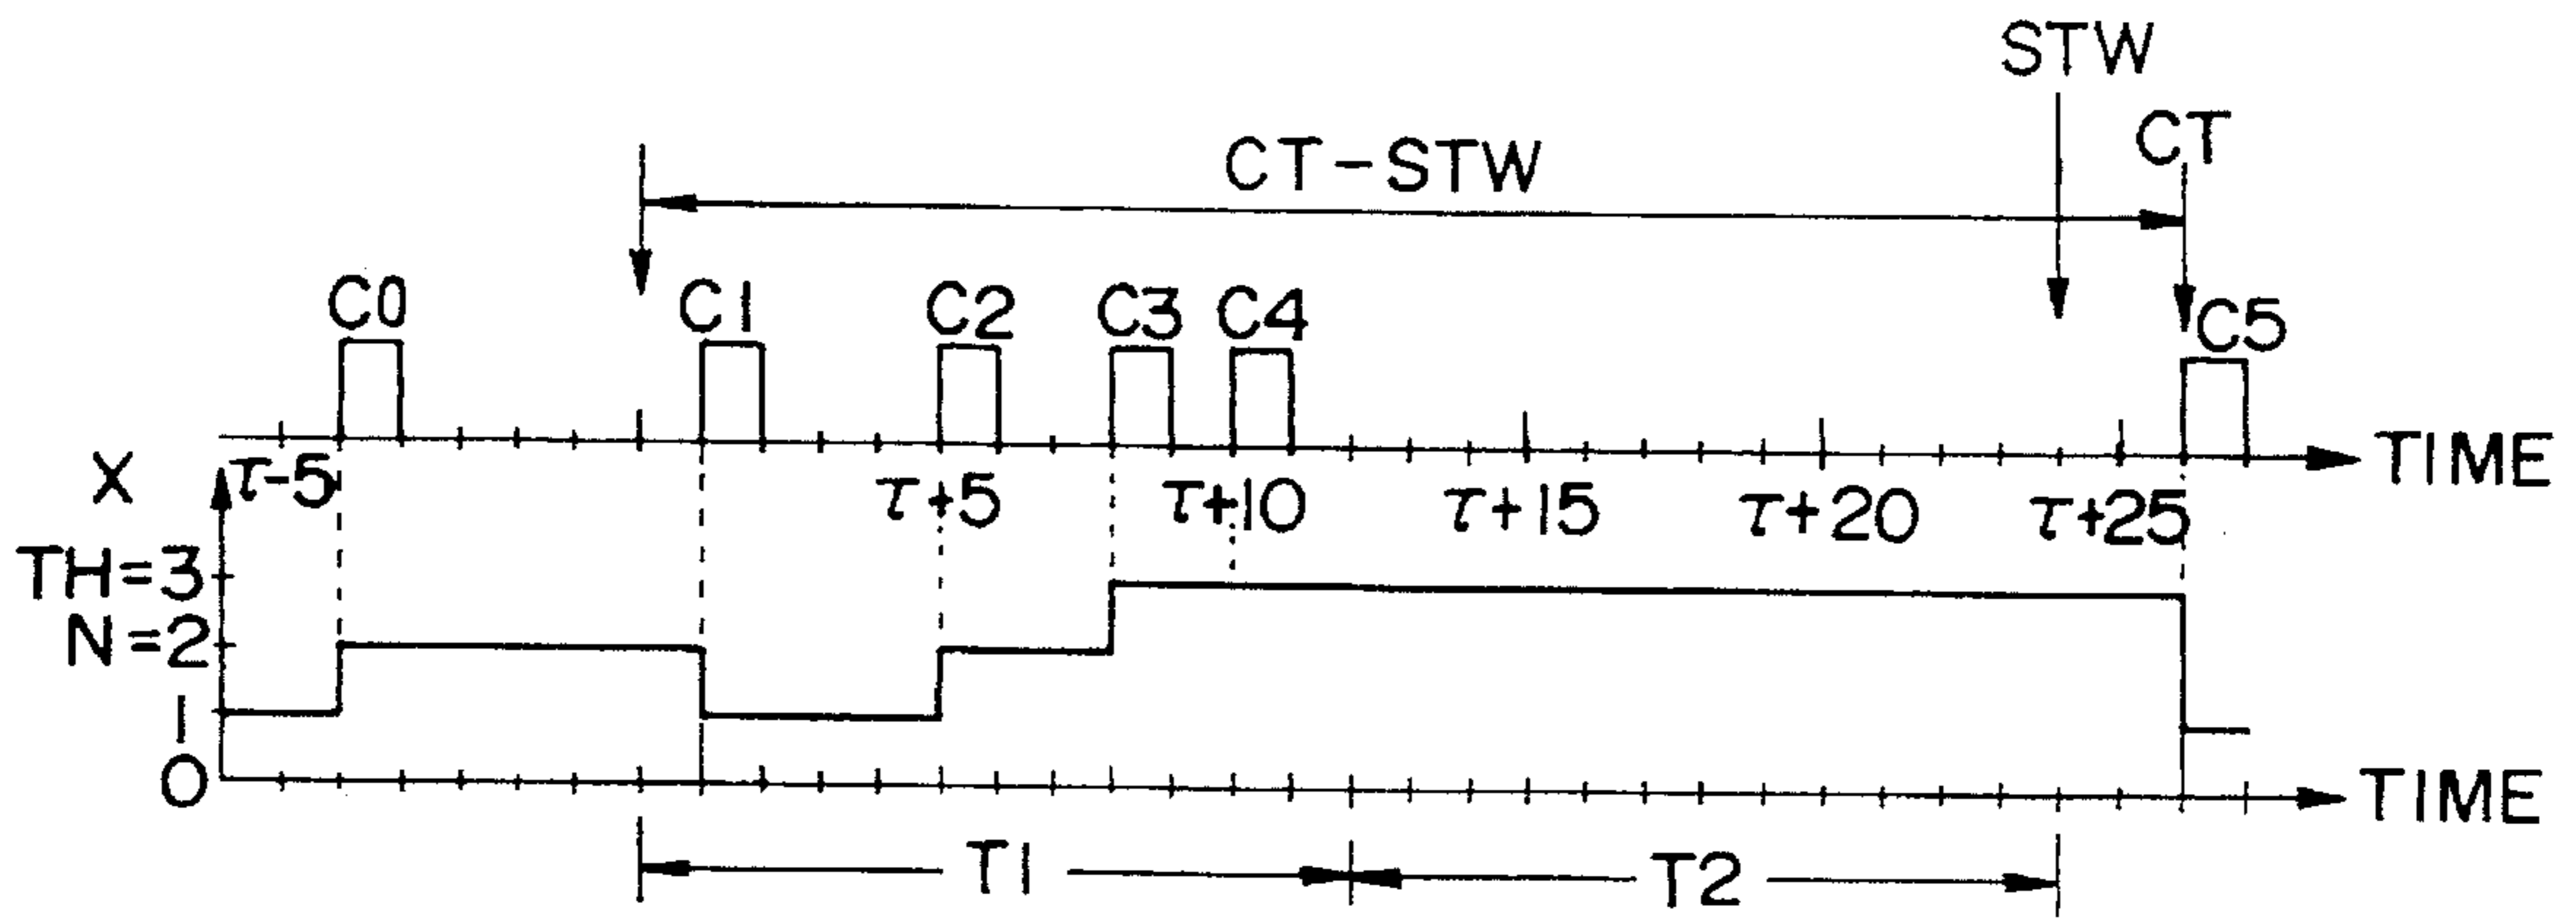 STW
CT
CT-STW
C0 C1 C2 C3 C4 C5
TIME
τ-5 τ+5 τ+10 τ+15 τ+20 τ+25
X
TH=3
N=2
1
0
TIME
T1 T2